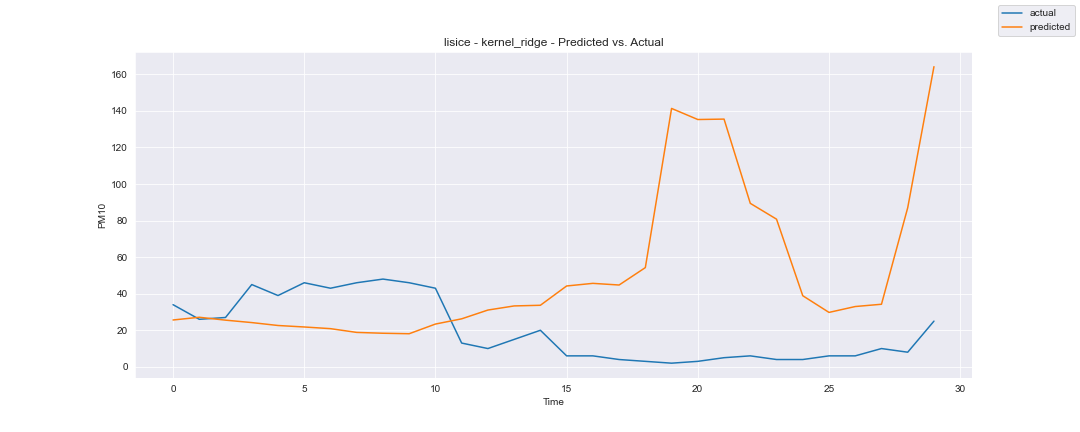 actual
predicted
lisice - kernel_ridge - Predicted vs. Actual
160
140
120
100
80
60
40
20
0
PM10
0 5 10 15 20 25 30
Time